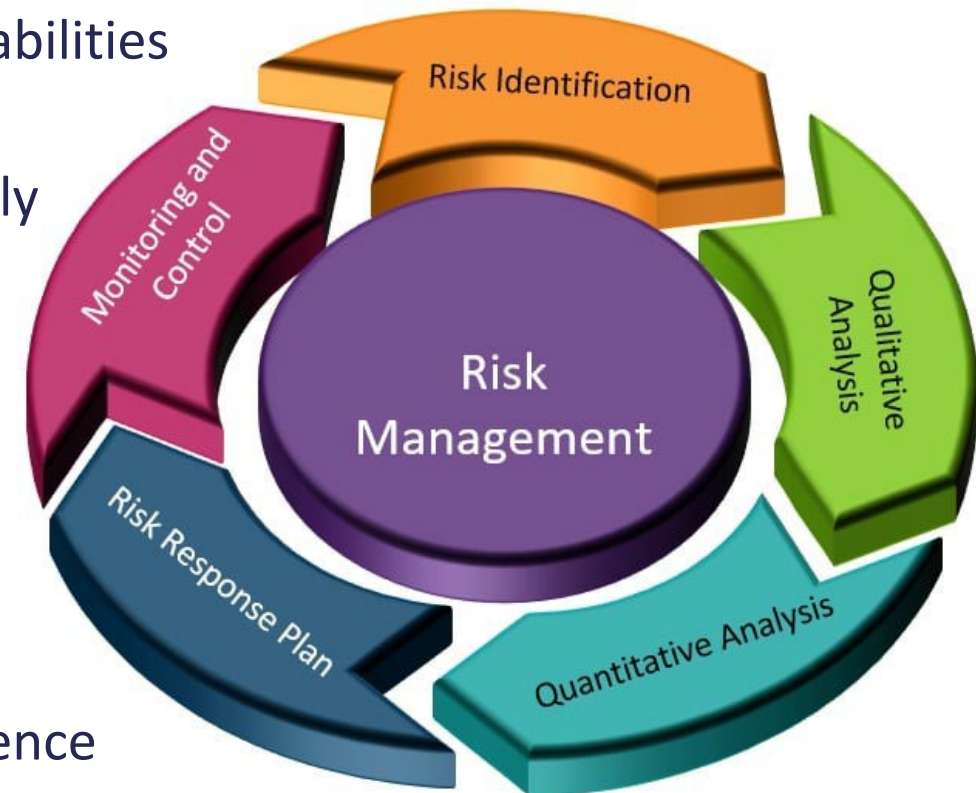 abilities
ly
ence
Risk Identification
Qualitative
Analysis
Quantitative Analysis
Risk Response Plan
Monitoring and
Control
Risk
Management